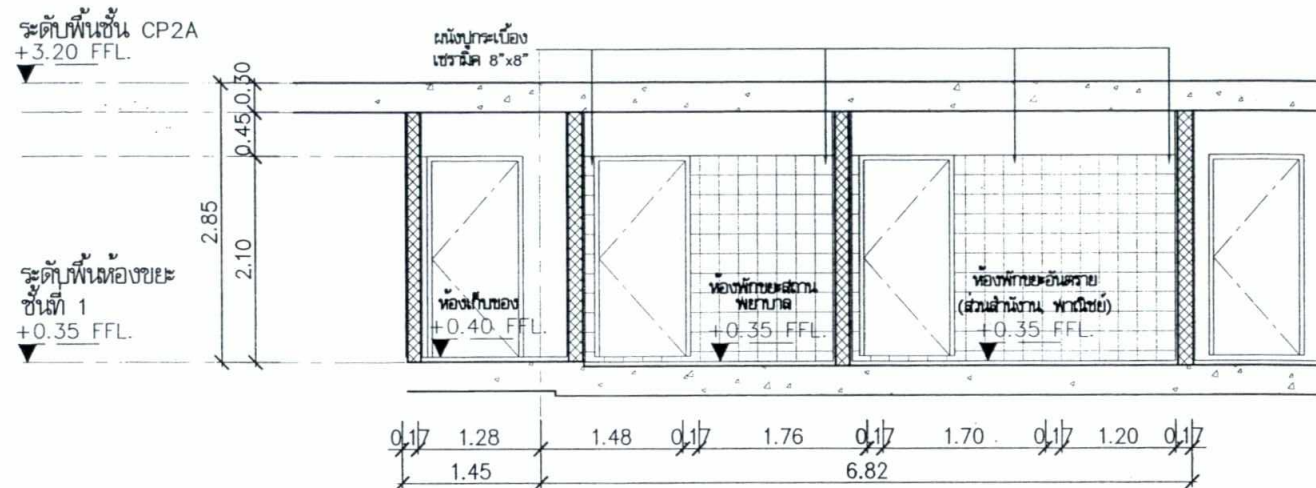 ระดับพื้นชั้น CP2A
+3.20 FFL.
ผนังปูกระเบื้อง
เซรามิค 8"x8"
0.30
0.45
2.85
2.10
ระดับพื้นห้องขยะ
ชั้นที่ 1
+0.35 FFL.
ห้องเก็บของ
+0.40 FFL.
ห้องพักขยะสถาน
พยาบาล
+0.35 FFL.
ห้องพักขยะอันตราย
(ส่วนสำนังาน, พาณิชย์)
+0.35 FFL.
0.17 1.28 1.48 0.17 1.76 0.17 1.70 0.17 1.20 0.17
1.45 6.82